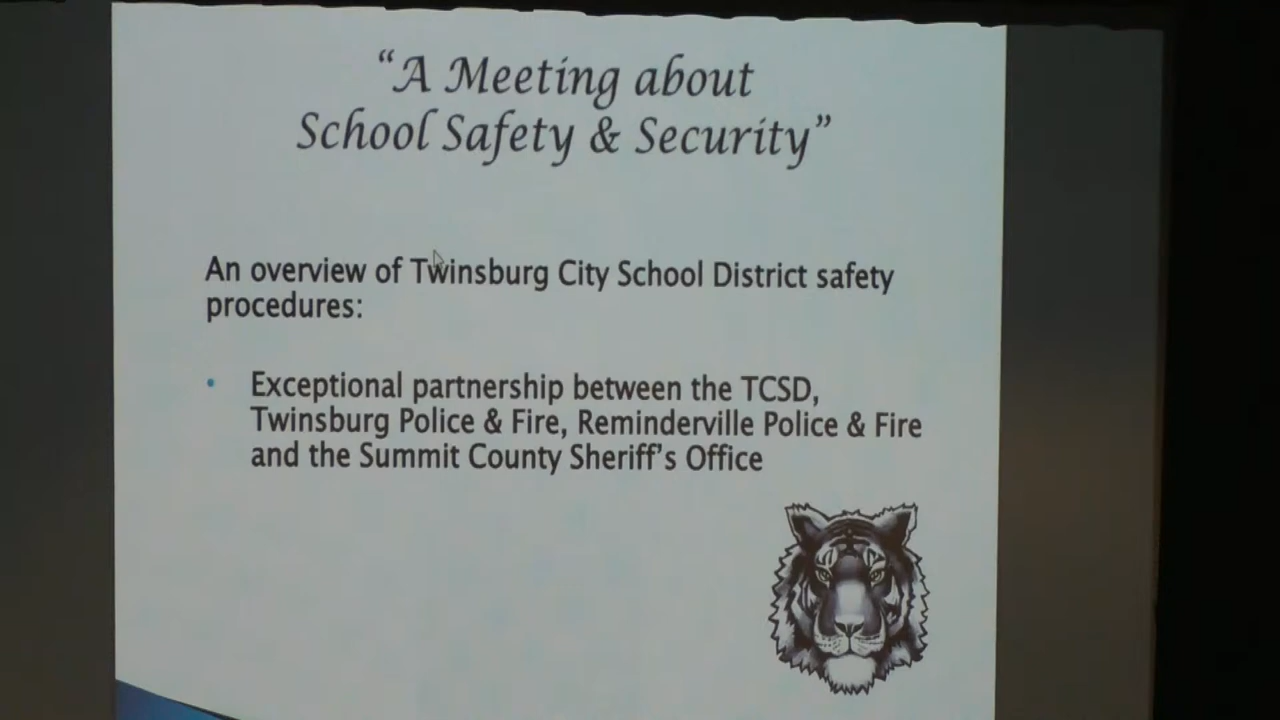 “A Meeting about
School Safety & Security”
An overview of Twinsburg City School District safety
procedures:
• Exceptional partnership between the TCSD,
Twinsburg Police & Fire, Reminderville Police & Fire
and the Summit County Sheriff’s Office